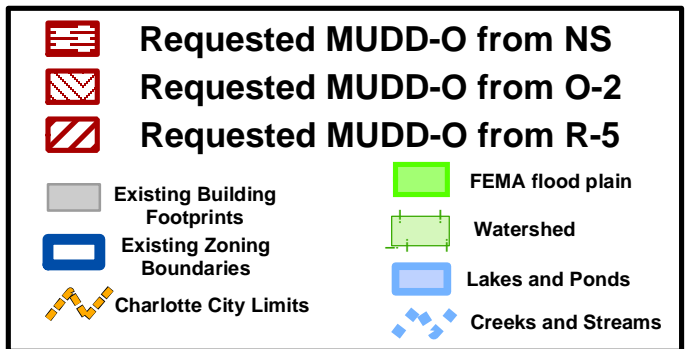 Requested MUDD-O from NS
Requested MUDD-O from O-2
Requested MUDD-O from R-5
Existing Building
Footprints
Existing Zoning
Boundaries
Charlotte City Limits
FEMA flood plain
Watershed
Lakes and Ponds
Creeks and Streams